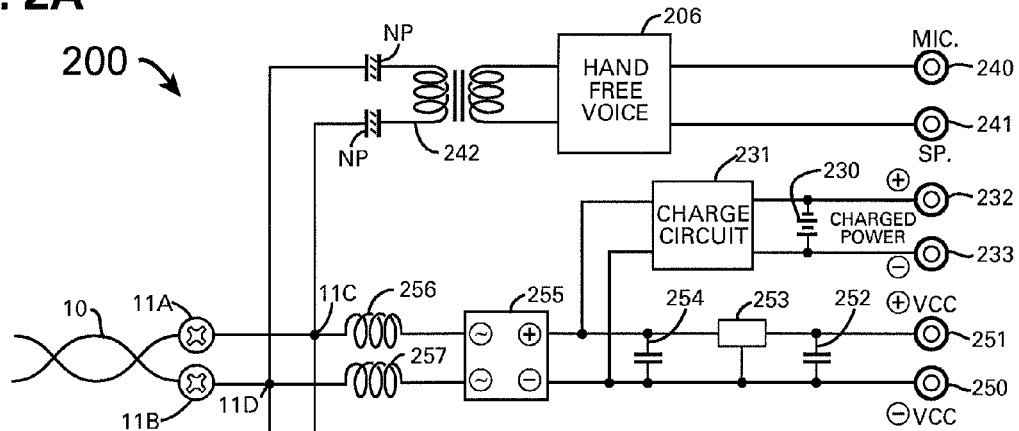 2A
200
NP
206
HAND
FREE
VOICE
MIC.
240
241
SP.
NP
242
231
230
+
232
CHARGE
CIRCUIT
CHARGED
POWER
233
−
10
11A
11C
256
255
254
253
252
+ VCC
251
~
+
257
~
−
250
11B
11D
− VCC